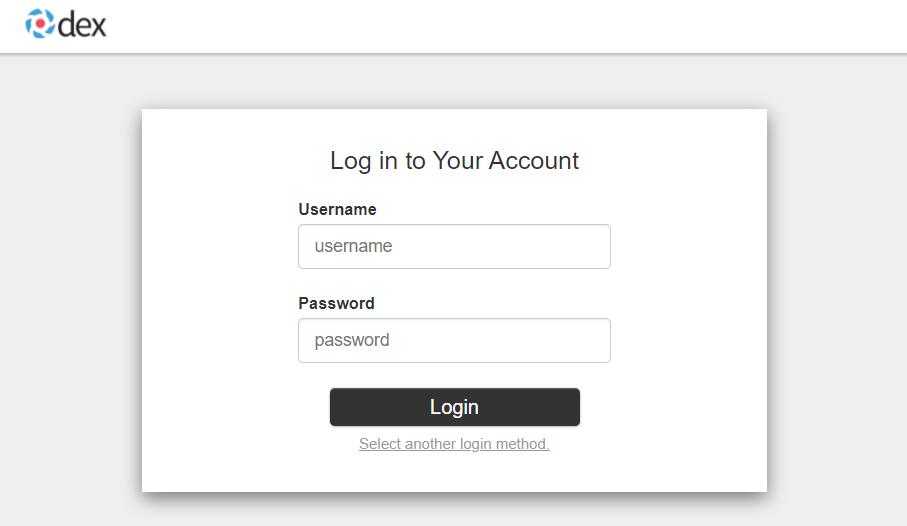 dex
Log in to Your Account
Username
username
Password
password
Login
Select another login method.